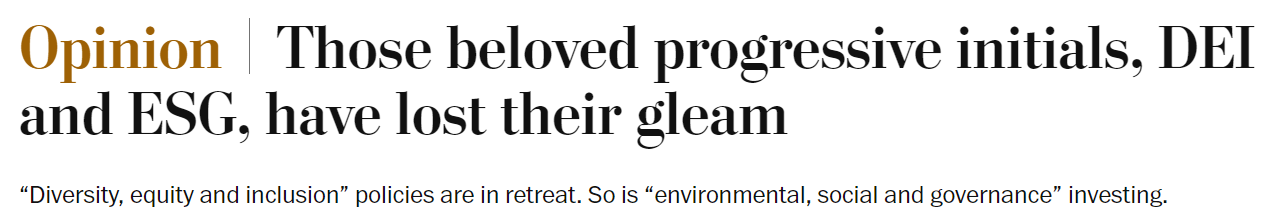 Opinion | Those beloved progressive initials, DEI
and ESG, have lost their gleam
“Diversity, equity and inclusion” policies are in retreat. So is “environmental, social and governance” investing.